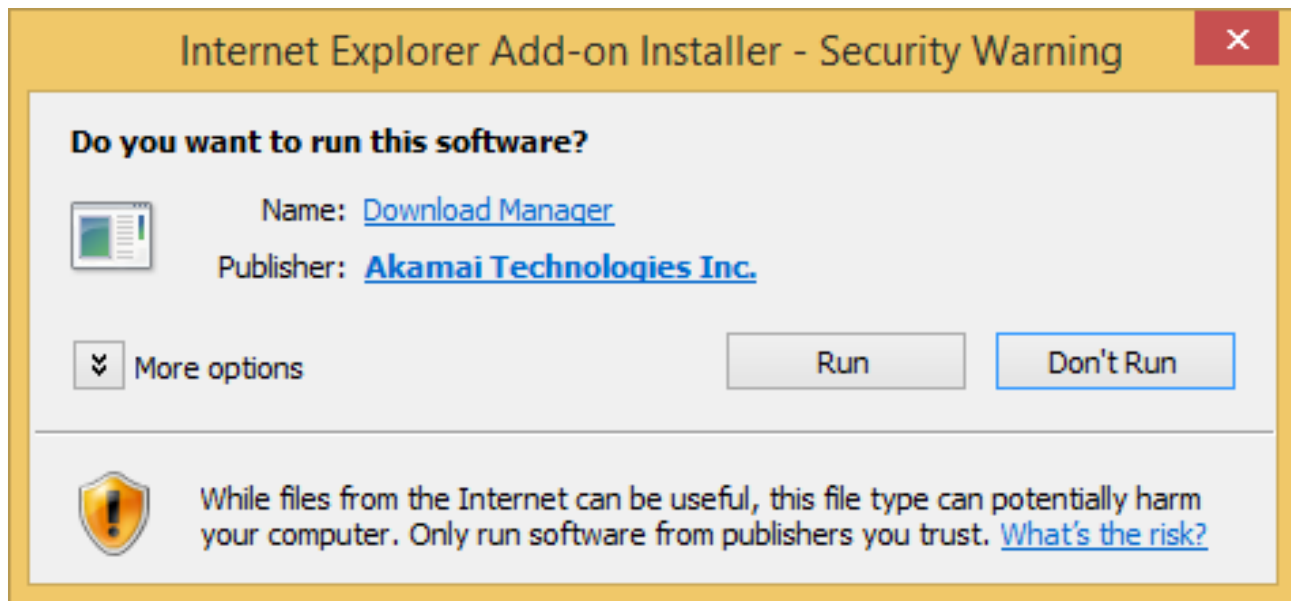 Internet Explorer Add-on Installer - Security Warning
Do you want to run this software?
Name: Download Manager
Publisher: Akamai Technologies Inc.
More options
Run
Don't Run
While files from the Internet can be useful, this file type can potentially harm
your computer. Only run software from publishers you trust. What's the risk?